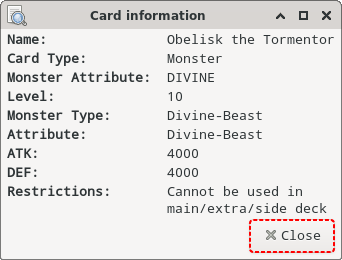 Card information
Name: Obelisk the Tormentor
Card Type: Monster
Monster Attribute: DIVINE
Level: 10
Monster Type: Divine-Beast
Attribute: Divine-Beast
ATK: 4000
DEF: 4000
Restrictions: Cannot be used in
main/extra/side deck
Close